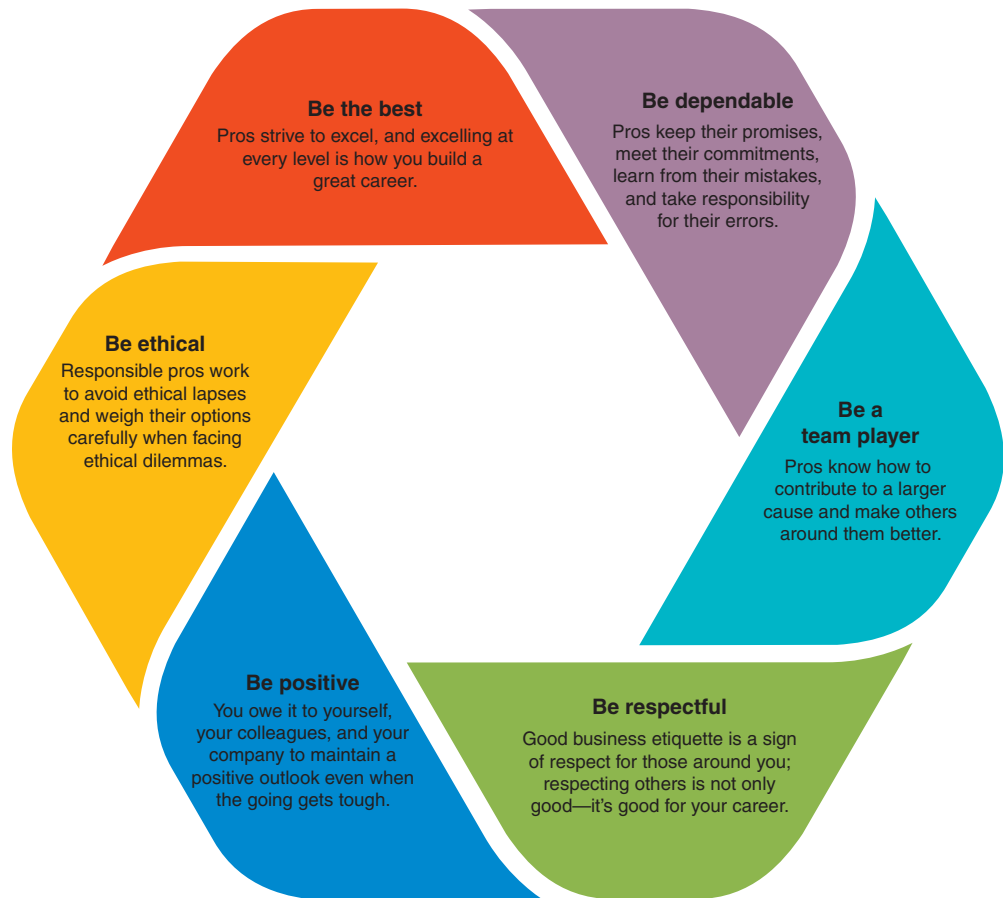 Be the best
Pros strive to excel, and excelling at
every level is how you build a
great career.
Be dependable
Pros keep their promises,
meet their commitments,
learn from their mistakes,
and take responsibility
for their errors.
Be a
team player
Pros know how to
contribute to a larger
cause and make others
around them better.
Be respectful
Good business etiquette is a sign
of respect for those around you;
respecting others is not only
good—it’s good for your career.
Be positive
You owe it to yourself,
your colleagues, and your
company to maintain a
positive outlook even when
the going gets tough.
Be ethical
Responsible pros work
to avoid ethical lapses
and weigh their options
carefully when facing
ethical dilemmas.